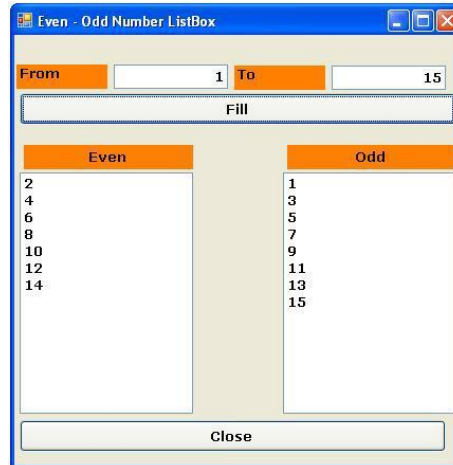 Even - Odd Number ListBox
From 1 To 15
Fill
Even Odd
2 1
4 3
6 5
8 7
10 9
12 11
14 13
15
Close